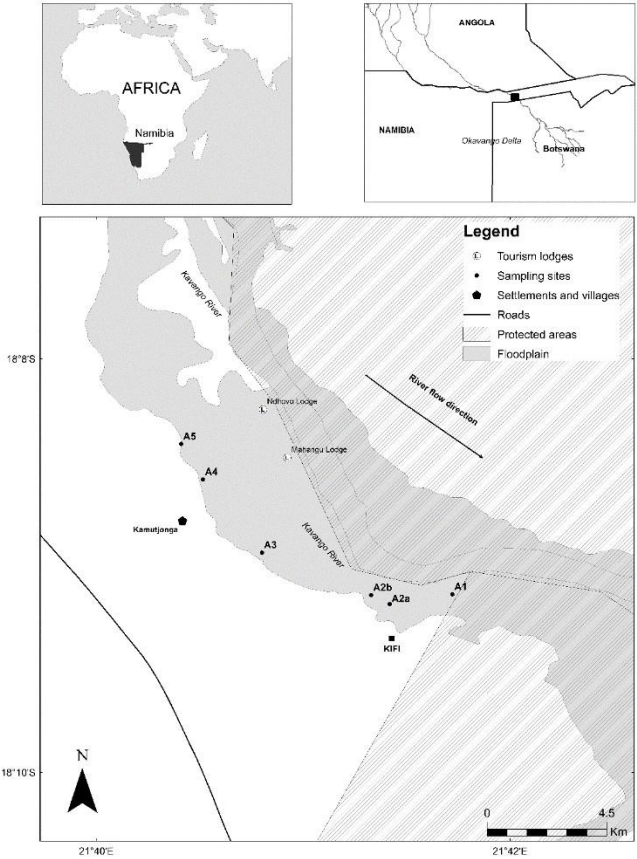 AFRICA
Namibia
ANGOLA
NAMIBIA
Okavango Delta
Botswana
Legend
Tourism lodges
Sampling sites
Settlements and villages
Roads
Protected areas
Floodplain
Kavango River
18°8'S
River flow direction
Ndhovo Lodge
A5
Mahangu Lodge
A4
Kamutjonga
A3
Kavango River
A2b
A2a
A1
KIFI
N
18°10'S
0
4.5
Km
21°40'E
21°42'E